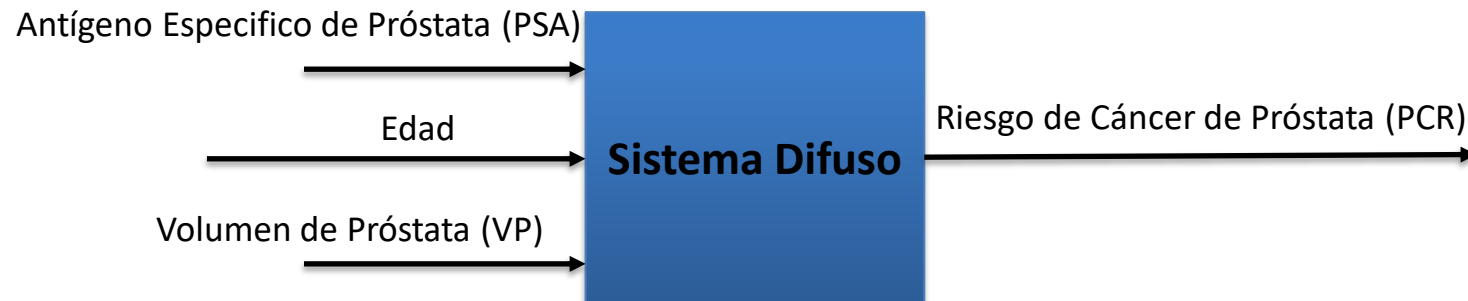 Antígeno Especifico de Próstata (PSA)
Edad
Volumen de Próstata (VP)
Sistema Difuso
Riesgo de Cáncer de Próstata (PCR)